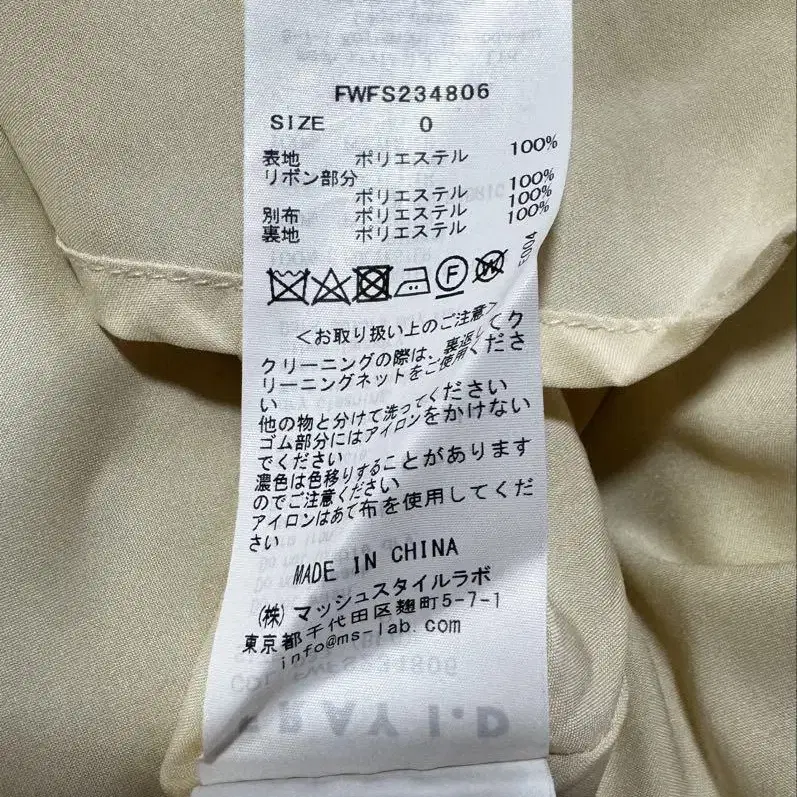 FWFS234806
SIZE 0
表地 ポリエステル 100%
リボン部分
ポリエステル 100%
別布 ポリエステル 100%
裏地 ポリエステル 100%
F
W
5004
<お取り扱い上のご注意>
クリーニングの際は、裏返してク
リーニングネットをご使用くださ
い
他の物と分けて洗ってください
ゴム部分にはアイロンをかけない
でください
濃色は色移りすることがあります
のでご注意ください
アイロンはあて布を使用してくだ
さい
MADE IN CHINA
(株) マッシュスタイルラボ
東京都千代田区麹町5-7-1
info@ms-lab.com
FWFS234806
FRAY I.D